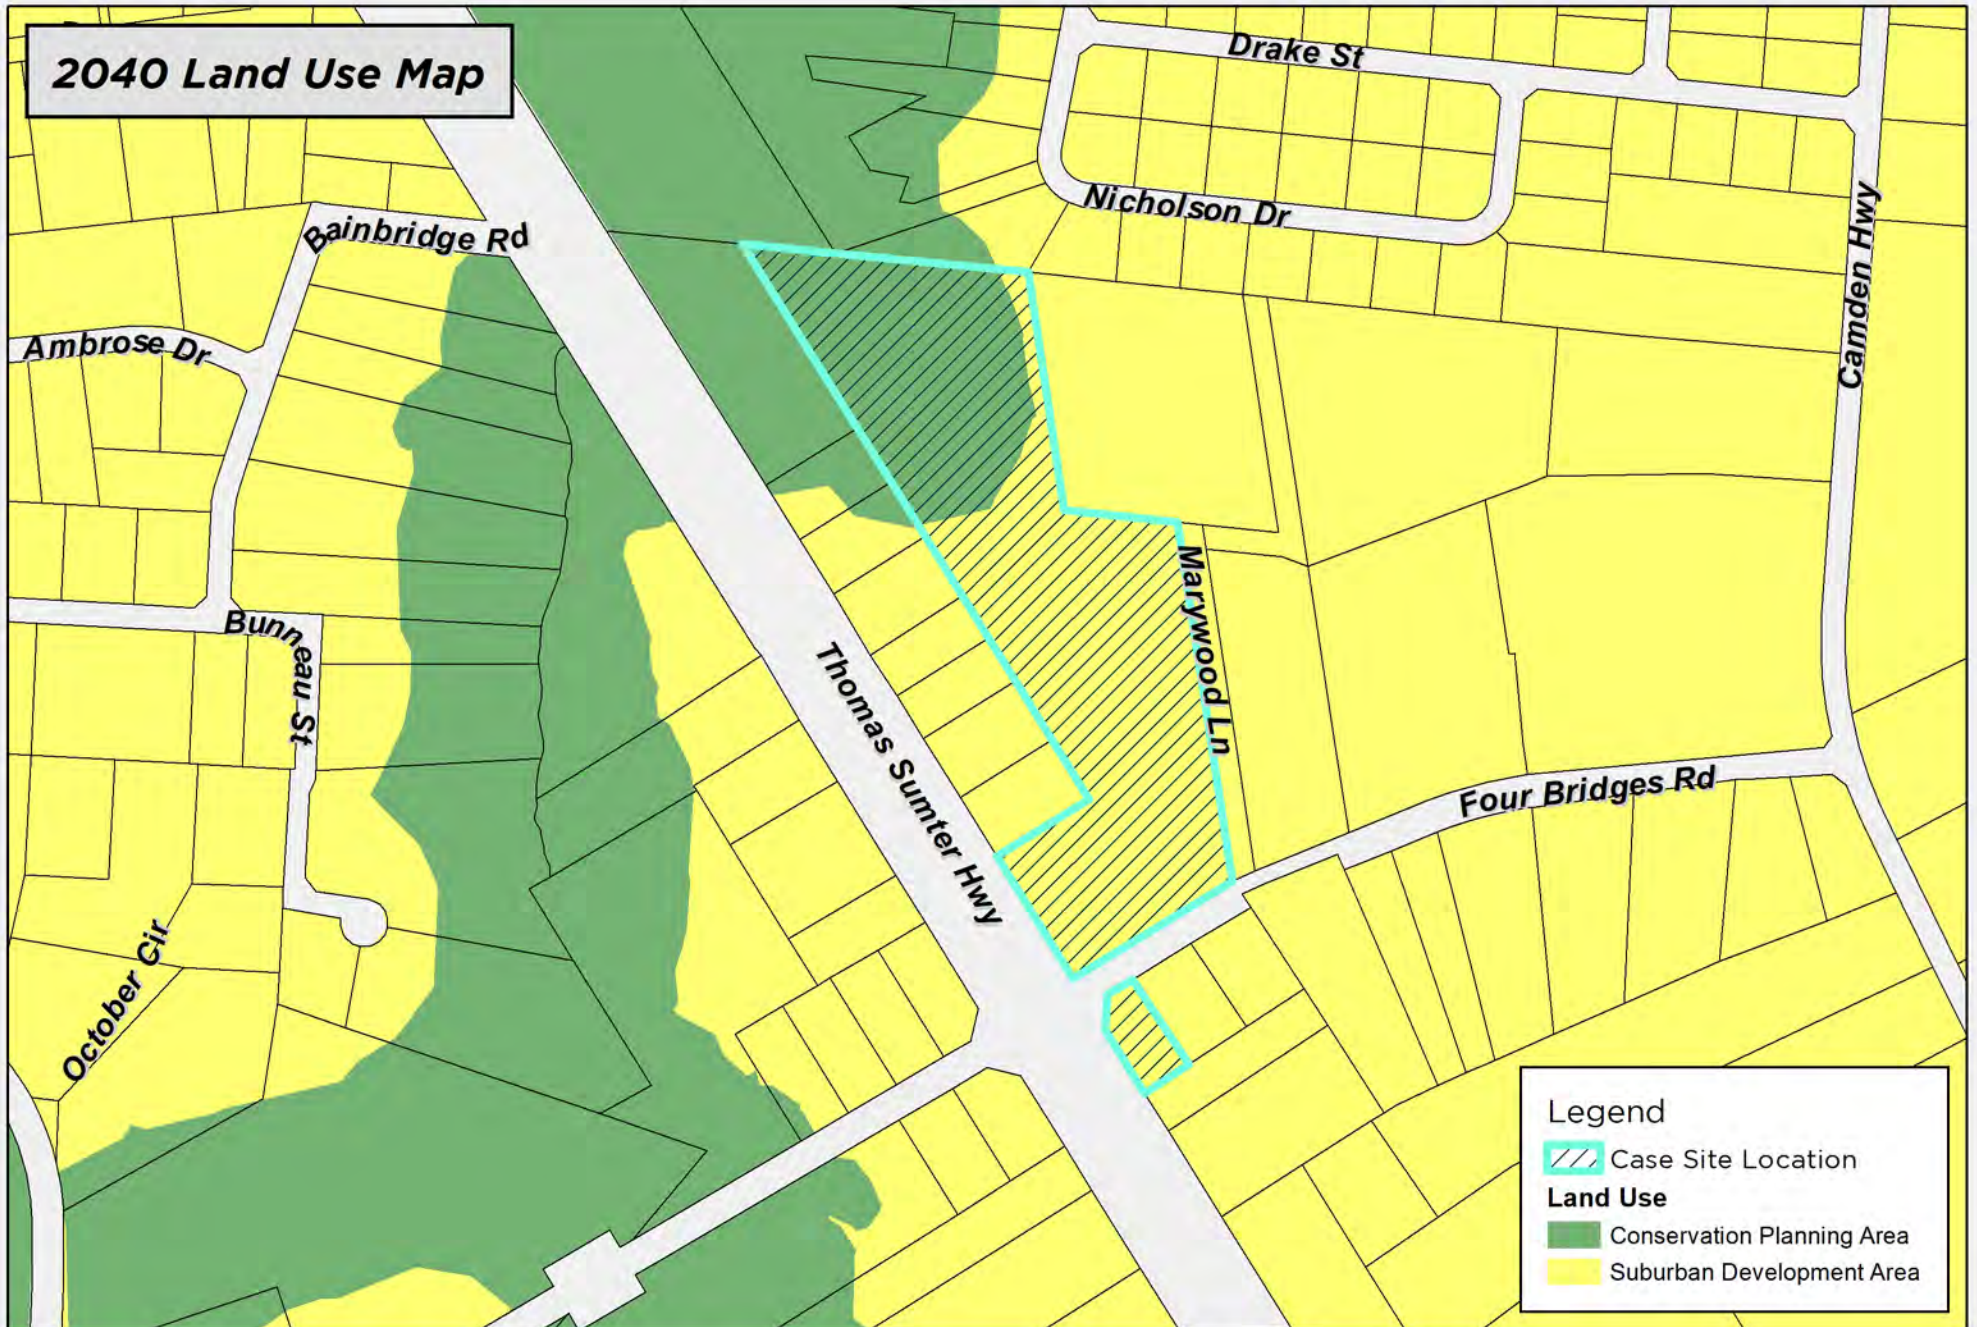 2040 Land Use Map
Drake St
Nicholson Dr
Bainbridge Rd
Camden Hwy
Ambrose Dr
Marywood Ln
Bunneau St
Thomas Sumter Hwy
Four Bridges Rd
October Cir
Legend
Case Site Location
Land Use
Conservation Planning Area
Suburban Development Area